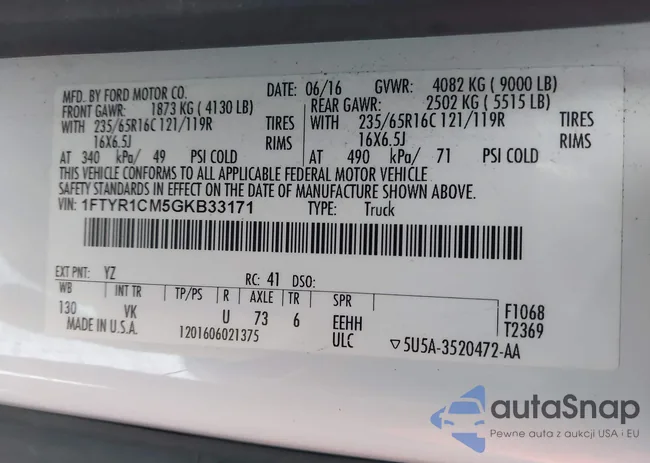 MFD. BY FORD MOTOR CO. DATE: 06/16 GVWR: 4082 KG ( 9000 LB)
FRONT GAWR: 1873 KG ( 4130 LB) REAR GAWR: 2502 KG ( 5515 LB)
WITH 235/65R16C 121/119R TIRES WITH 235/65R16C 121/119R TIRES
16X6.5J RIMS 16X6.5J RIMS
AT 340 kPa/ 49 PSI COLD AT 490 kPa/ 71 PSI COLD
THIS VEHICLE CONFORMS TO ALL APPLICABLE FEDERAL MOTOR VEHICLE
SAFETY STANDARDS IN EFFECT ON THE DATE OF MANUFACTURE SHOWN ABOVE.
VIN: 1FTYR1CM5GKB33171 TYPE: Truck
EXT PNT: YZ RC: 41 DSO:
WB INT TR TP/PS R AXLE TR SPR F1068
130 VK U 73 6 EEHH T2369
MADE IN U.S.A. 1201606021375 ULC ▽5U5A-3520472-AA
autaSnap
Pewne auta z aukcji USA i EU